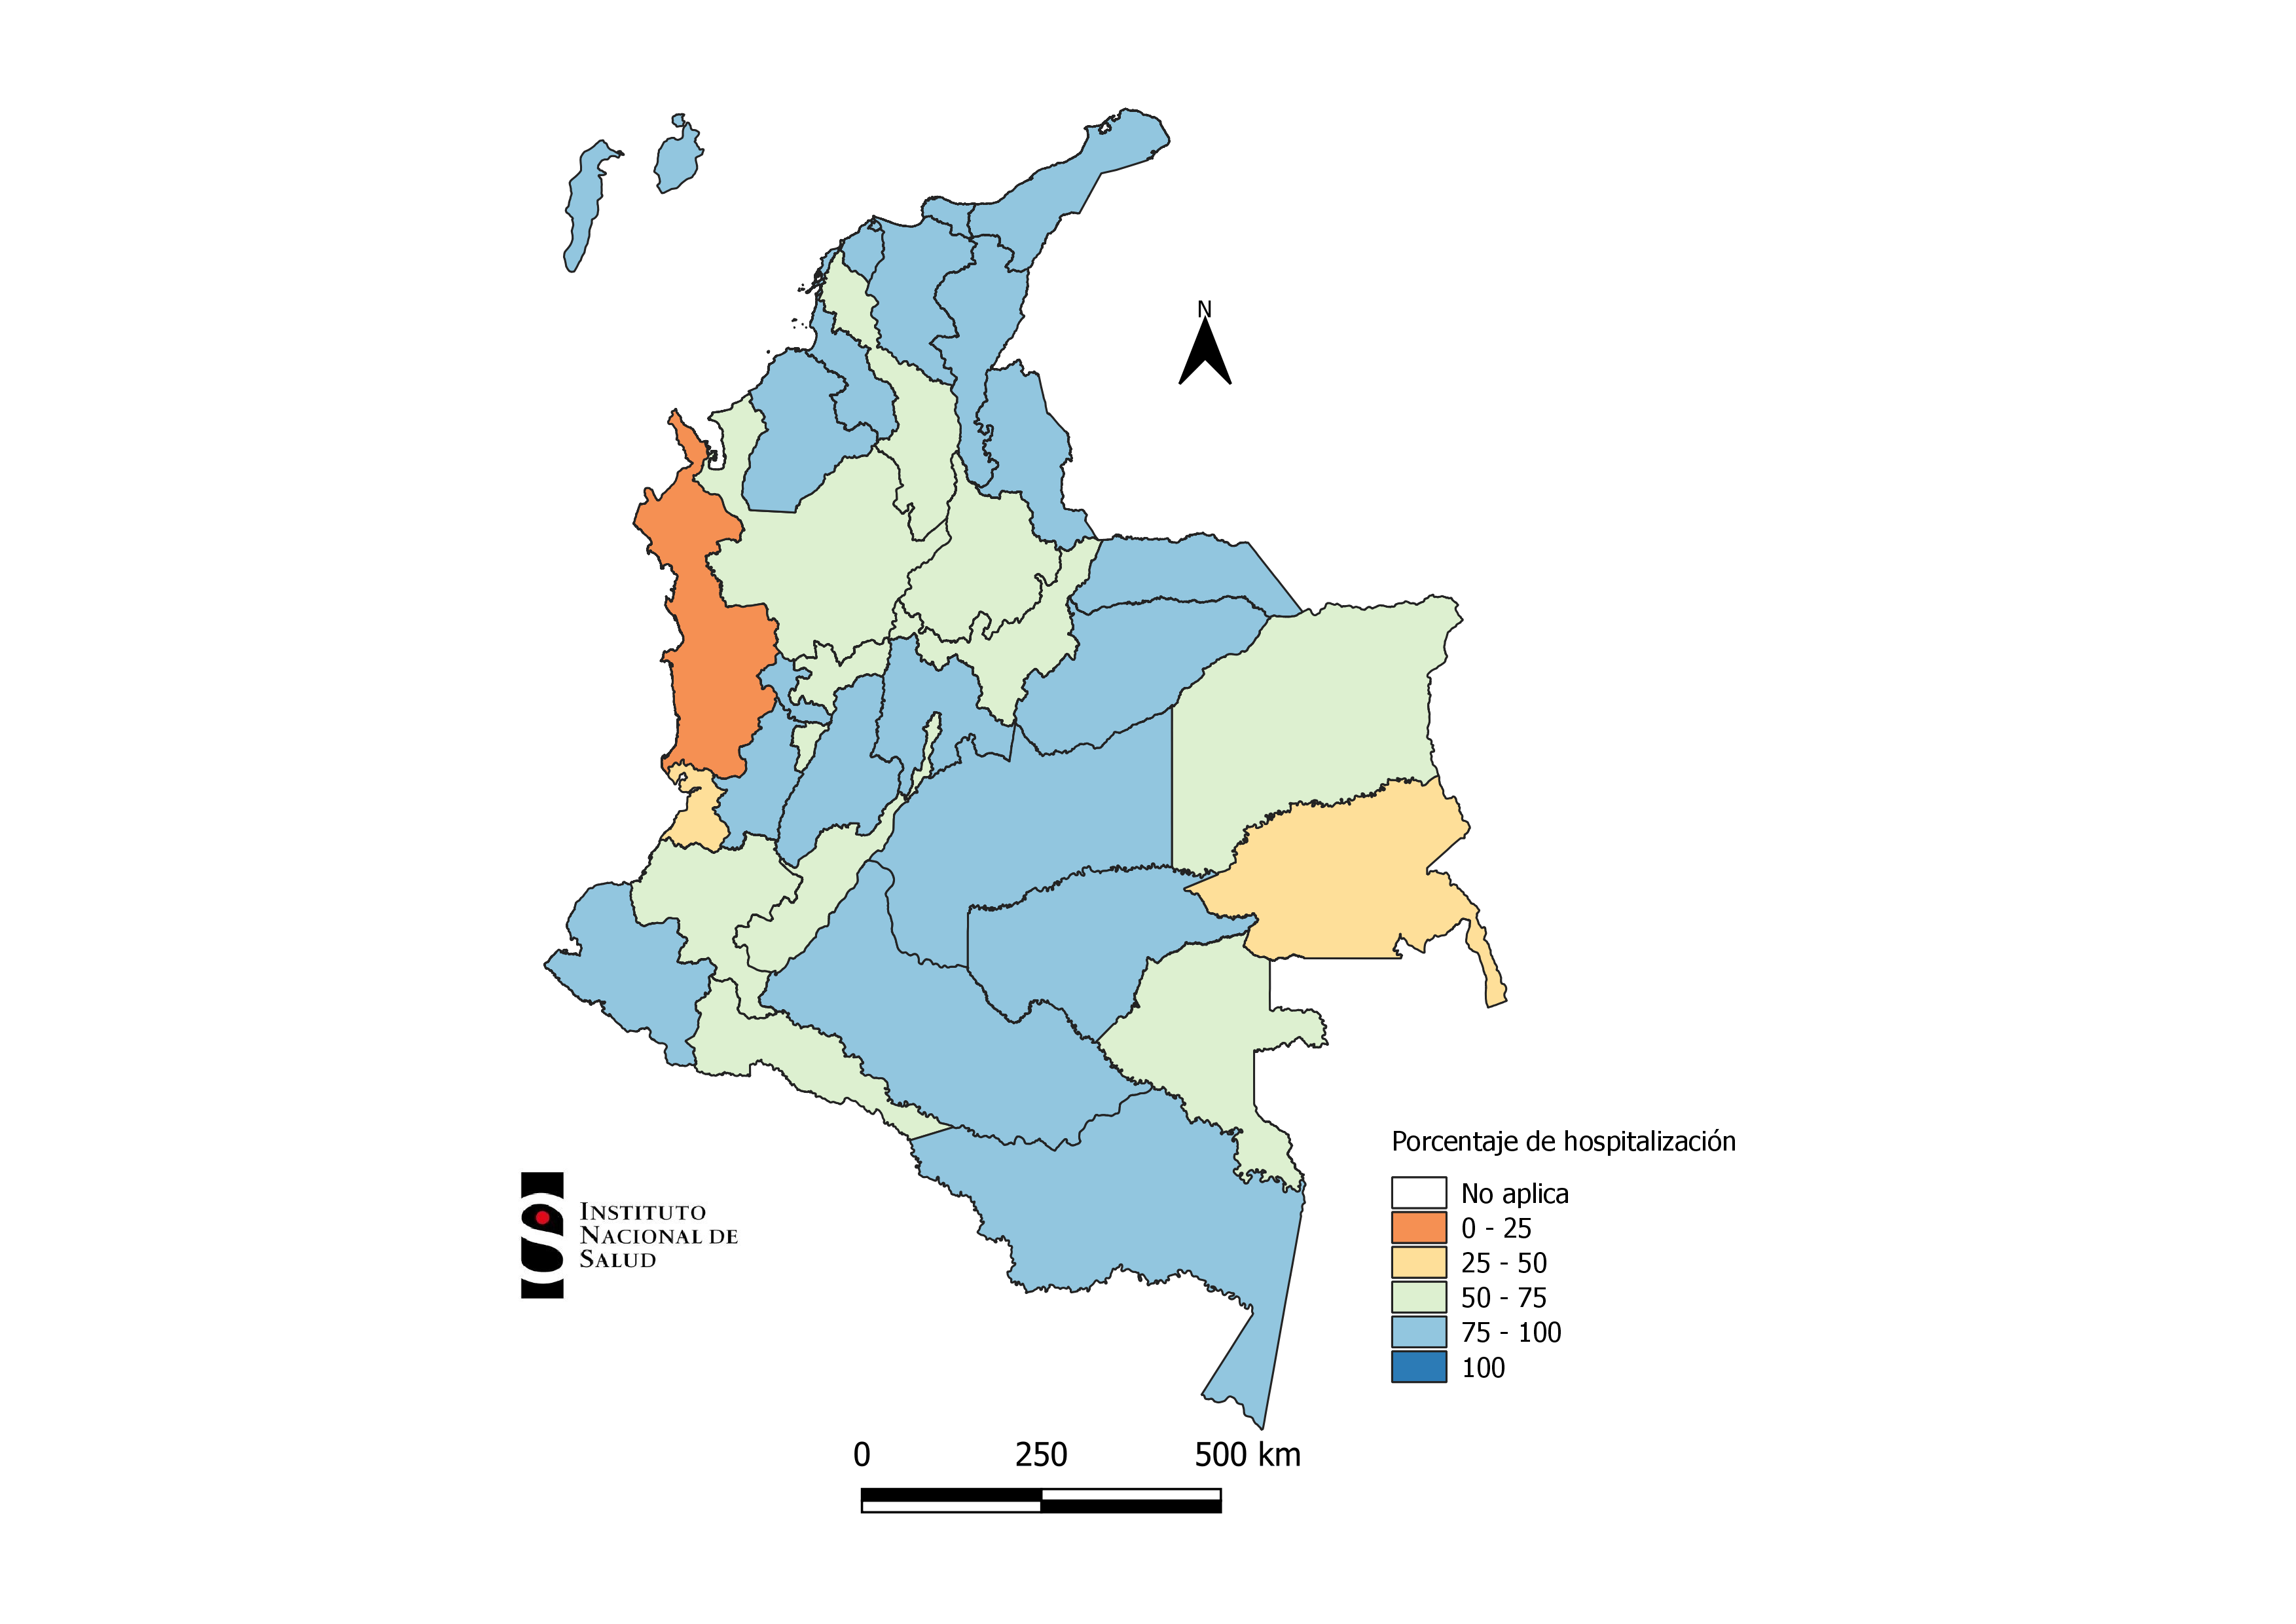 N
Porcentaje de hospitalización
No aplica
0 - 25
25 - 50
50 - 75
75 - 100
100
INSTITUTO
NACIONAL DE
SALUD
0 250 500 km